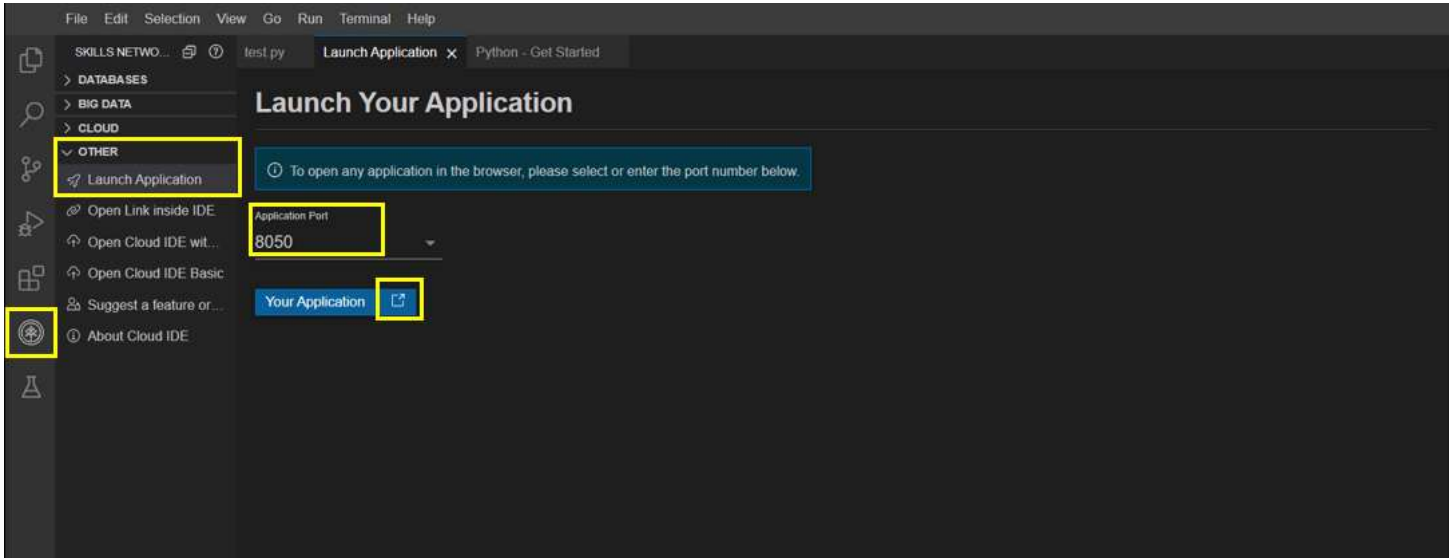 File Edit Selection View Go Run Terminal Help
SKILLS NETWO... test.py Launch Application Python - Get Started
DATABASES
BIG DATA
CLOUD
OTHER
Launch Application
Open Link inside IDE
Open Cloud IDE wit...
Open Cloud IDE Basic
Suggest a feature or...
About Cloud IDE
Launch Your Application
To open any application in the browser, please select or enter the port number below.
Application Port
8050
Your Application